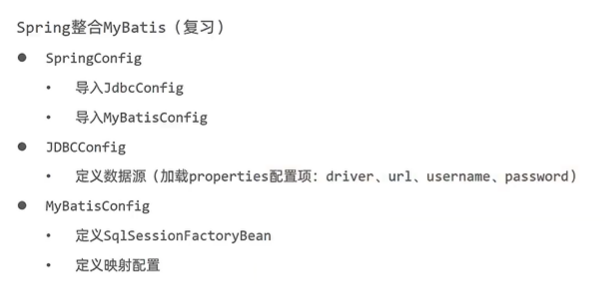 Spring整合MyBatis（复习）
● SpringConfig
• 导入JdbcConfig
• 导入MyBatisConfig
● JDBCConfig
• 定义数据源（加载properties配置项：driver、url、username、password）
● MyBatisConfig
• 定义SqlSessionFactoryBean
• 定义映射配置